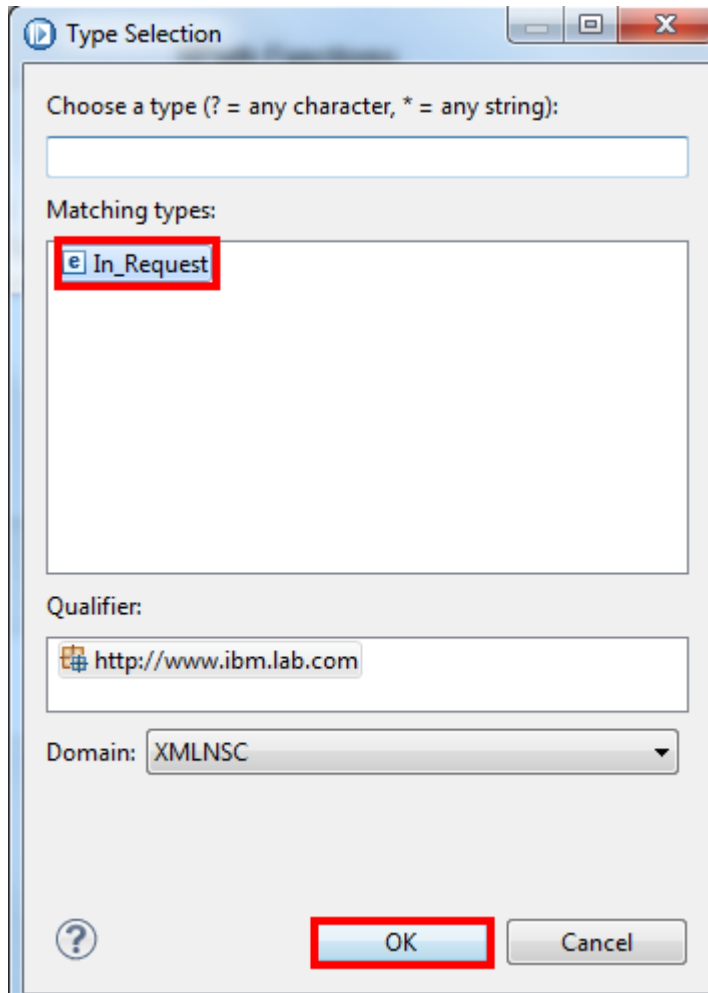 Type Selection
Choose a type (? = any character, * = any string):
Matching types:
e In_Request
Qualifier:
http://www.ibm.lab.com
Domain: XMLNSC
? OK Cancel